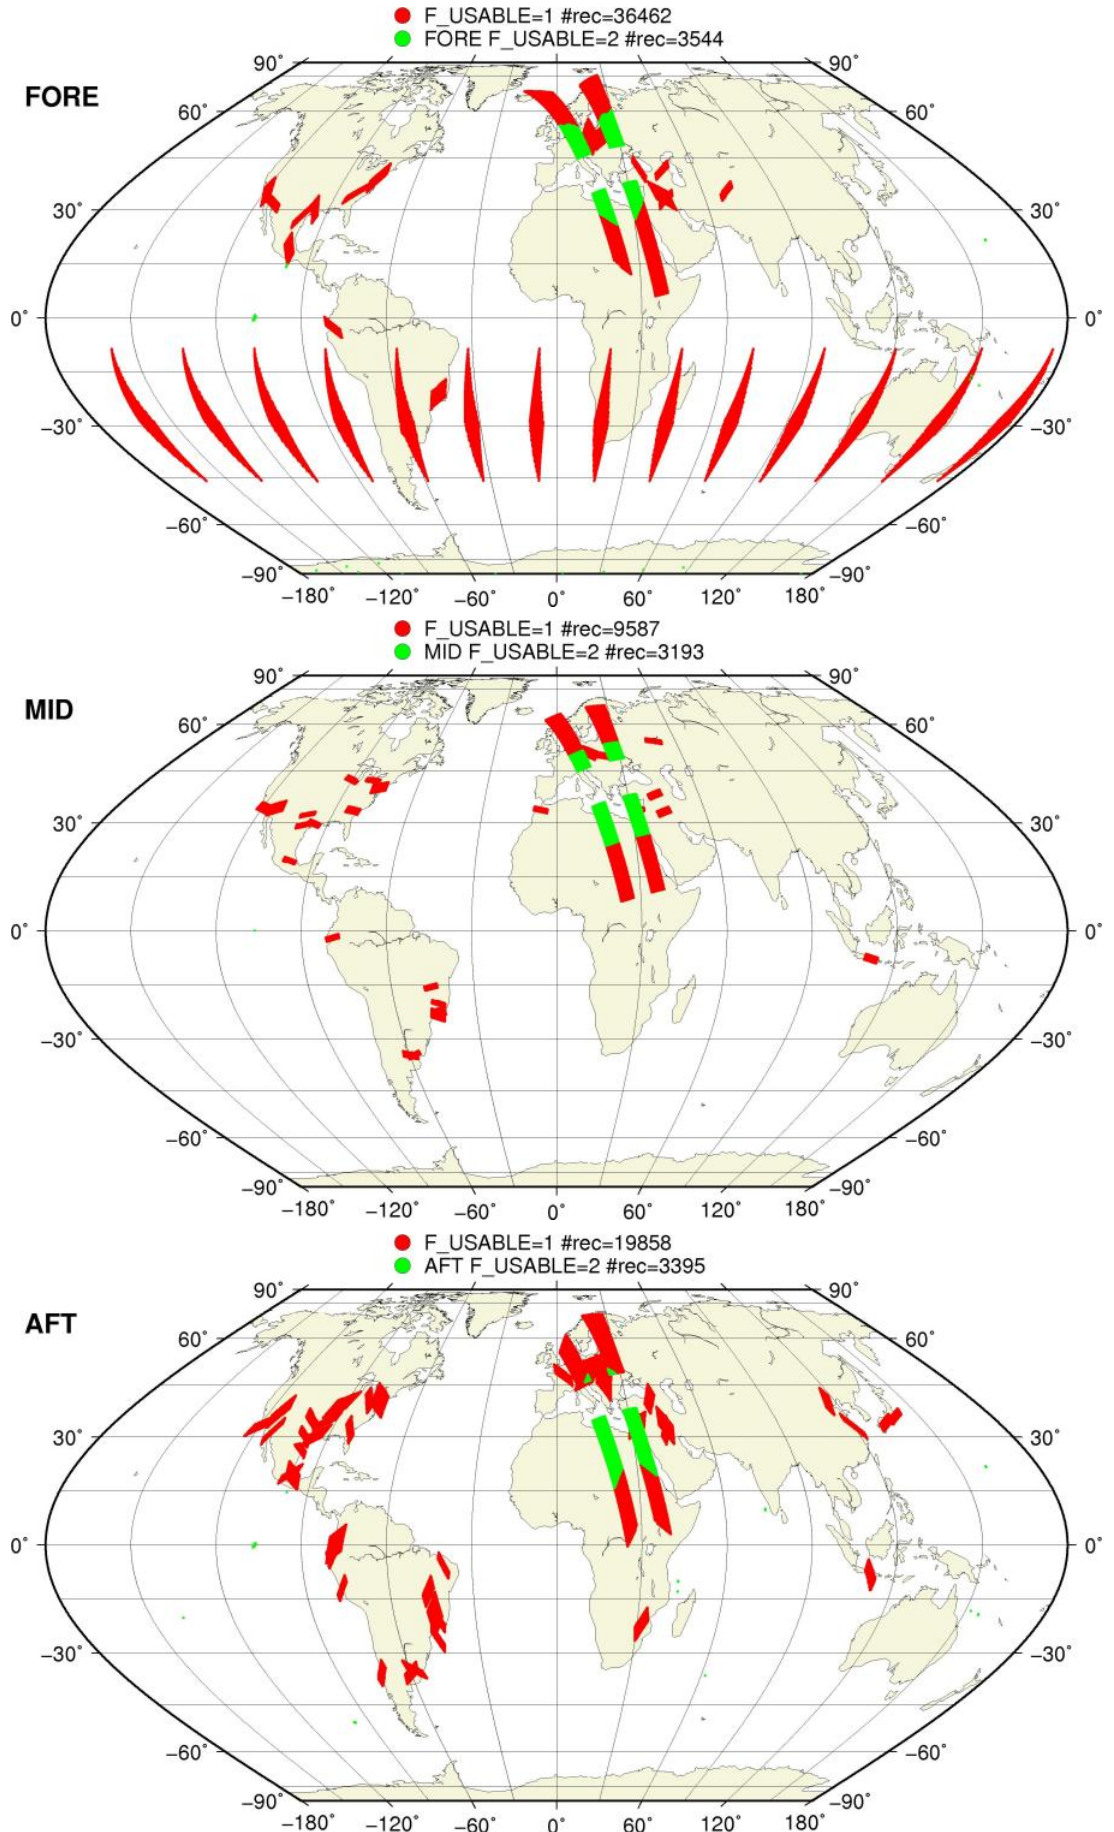 F_USABLE=1 #rec=36462
FORE F_USABLE=2 #rec=3544
FORE
90° 90°
60° 60°
30° 30°
0° 0°
−30° −30°
−60° −60°
−90° −90°
−180° −120° −60° 0° 60° 120° 180°
F_USABLE=1 #rec=9587
MID F_USABLE=2 #rec=3193
MID
90° 90°
60° 60°
30° 30°
0° 0°
−30° −30°
−60° −60°
−90° −90°
−180° −120° −60° 0° 60° 120° 180°
F_USABLE=1 #rec=19858
AFT F_USABLE=2 #rec=3395
AFT
90° 90°
60° 60°
30° 30°
0° 0°
−30° −30°
−60° −60°
−90° −90°
−180° −120° −60° 0° 60° 120° 180°